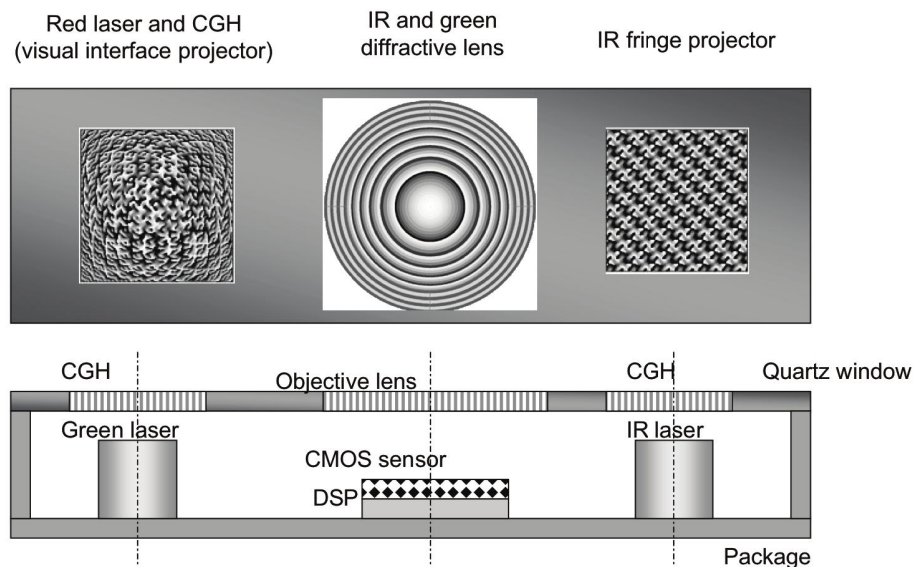 Red laser and CGH
(visual interface projector)
IR and green
diffractive lens
IR fringe projector
CGH
Objective lens
CGH
Quartz window
Green laser
IR laser
CMOS sensor
DSP
Package